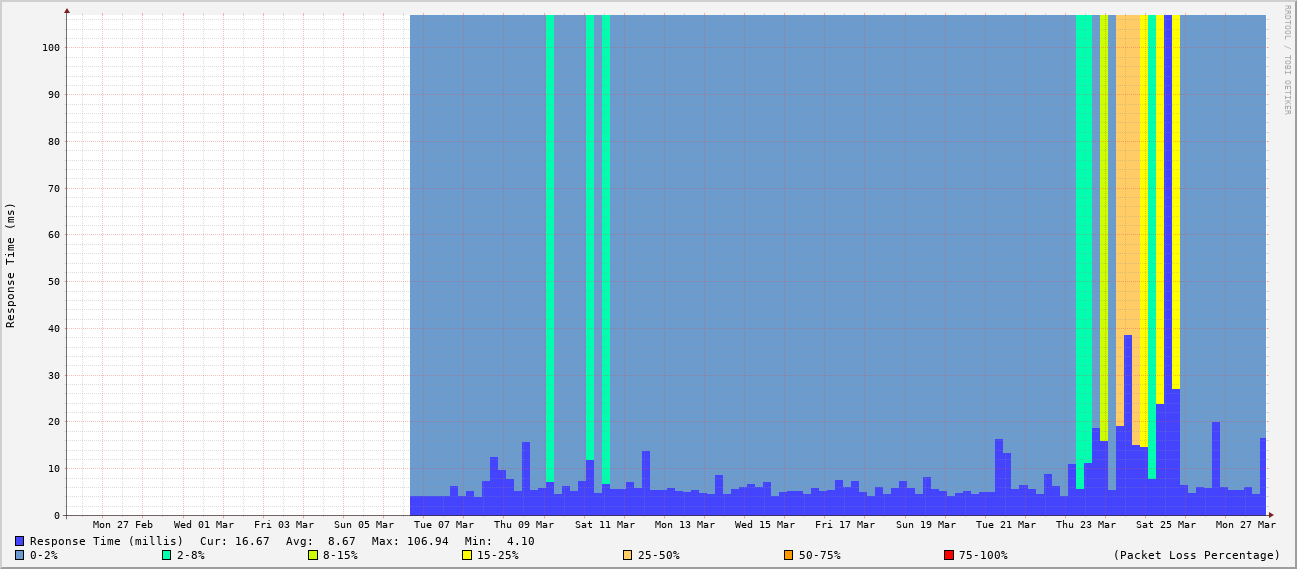 RRDTOOL / TOBI OETIKER
Response Time (ms)
100
90
80
70
60
50
40
30
20
10
0
Mon 27 Feb Wed 01 Mar Fri 03 Mar Sun 05 Mar Tue 07 Mar Thu 09 Mar Sat 11 Mar Mon 13 Mar Wed 15 Mar Fri 17 Mar Sun 19 Mar Tue 21 Mar Thu 23 Mar Sat 25 Mar Mon 27 Mar
Response Time (millis) Cur: 16.67 Avg: 8.67 Max: 106.94 Min: 4.10
0-2% 2-8% 8-15% 15-25% 25-50% 50-75% 75-100% (Packet Loss Percentage)